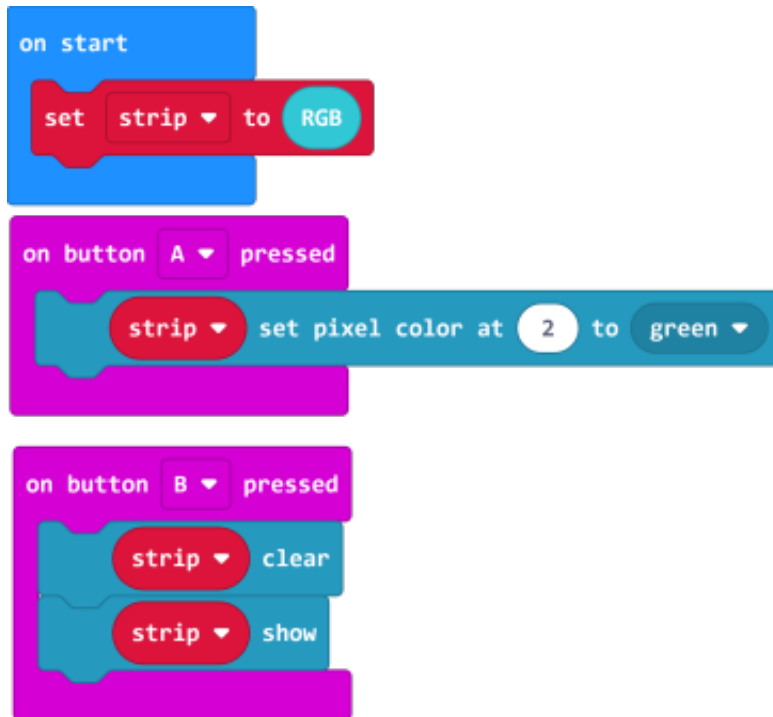 on start
set strip to RGB
on button A pressed
strip set pixel color at 2 to green
on button B pressed
strip clear
strip show